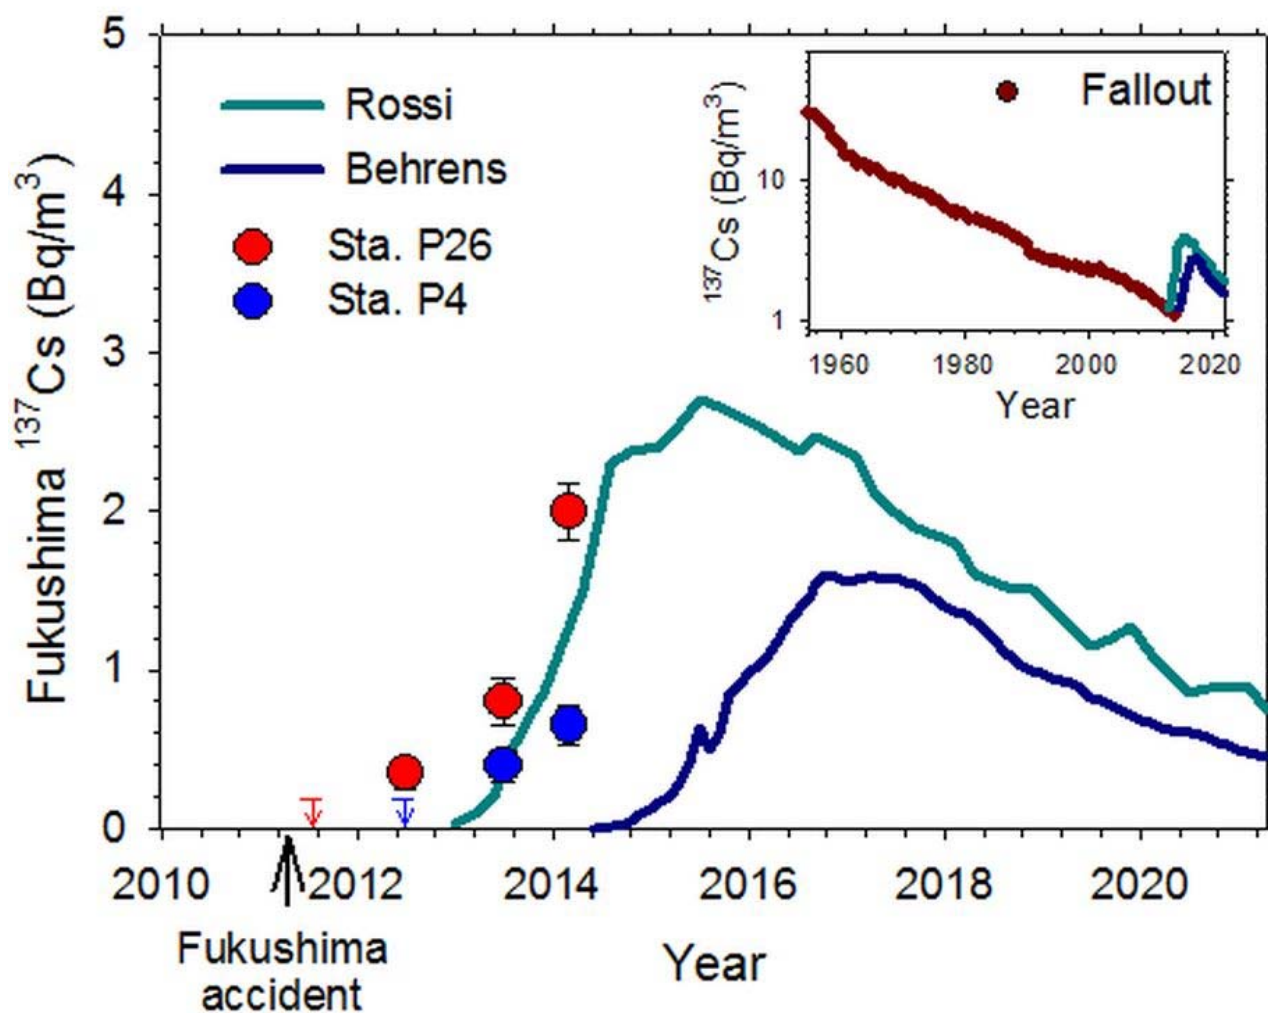 5
4
3
2
1
0
Fukushima ¹³⁷Cs (Bq/m³)
Rossi
Behrens
Sta. P26
Sta. P4
Fallout
¹³⁷Cs (Bq/m³)
10
1
1960 1980 2000 2020
Year
2010 2012 2014 2016 2018 2020
Fukushima
accident
Year